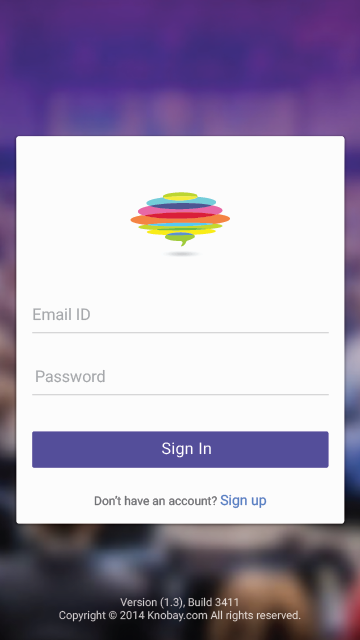 Email ID
Password
Sign In
Don't have an account? Sign up
Version (1.3), Build 3411
Copyright © 2014 Knobay.com All rights reserved.